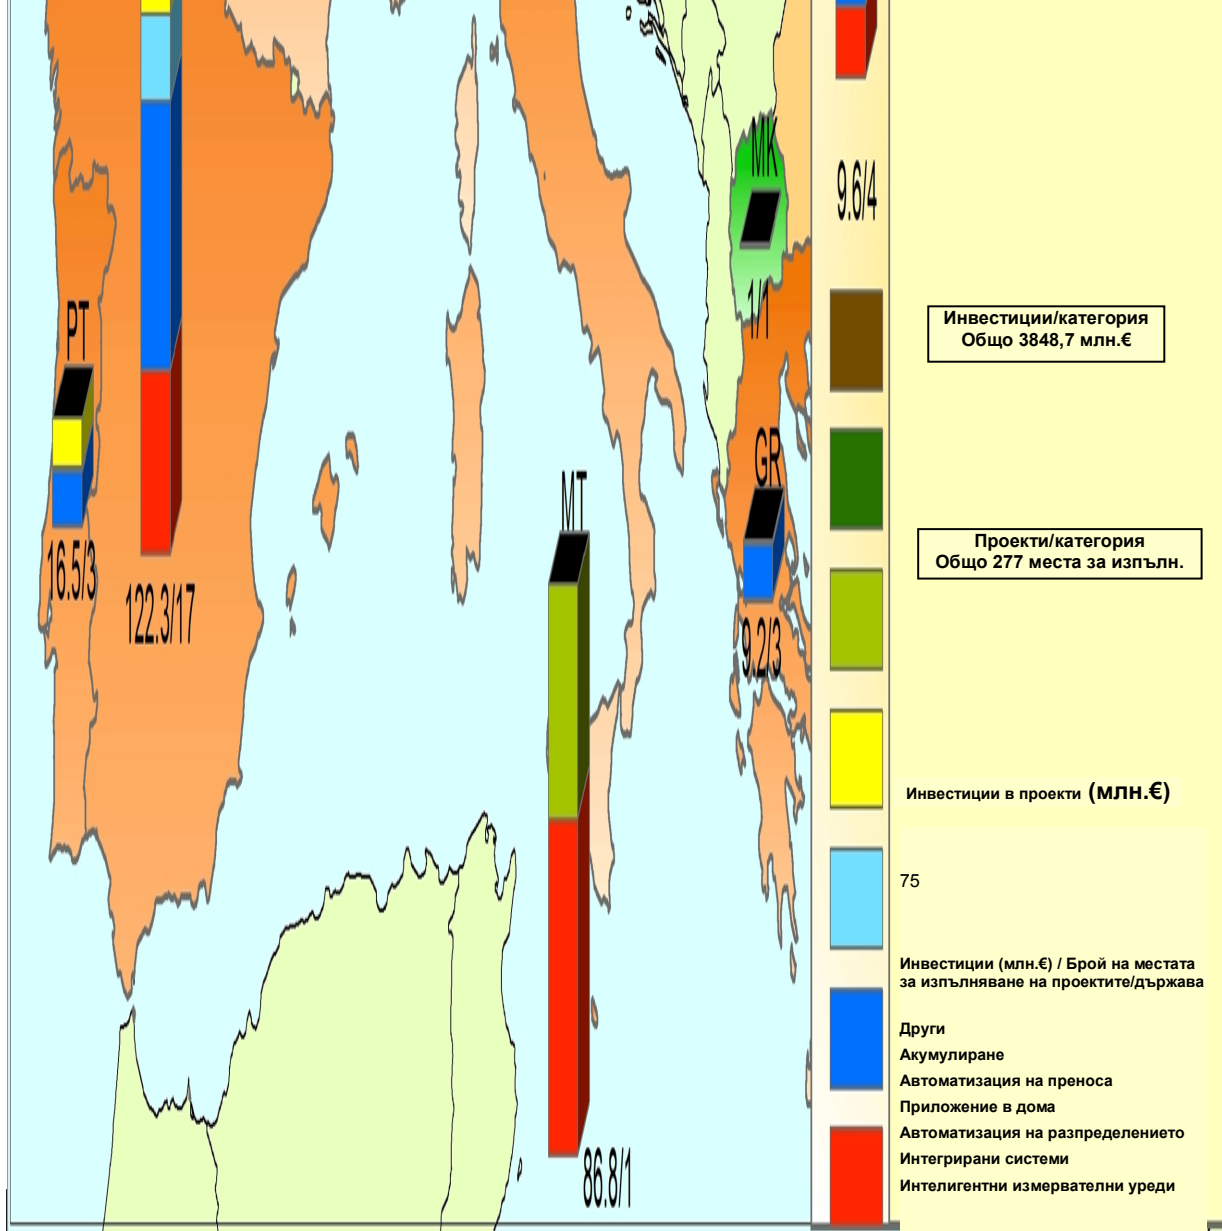 MK
9.6/4
1/1
PT
16.5/3
122.3/17
MT
GR
9.2/3
86.8/1
Инвестиции/категория
Общо 3848,7 млн.€
Проекти/категория
Общо 277 места за изпълн.
Инвестиции в проекти (млн.€)
75
Инвестиции (млн.€) / Брой на местата
за изпълняване на проектите/държава
Други
Акумулиране
Автоматизация на преноса
Приложение в дома
Автоматизация на разпределението
Интегрирани системи
Интелигентни измервателни уреди